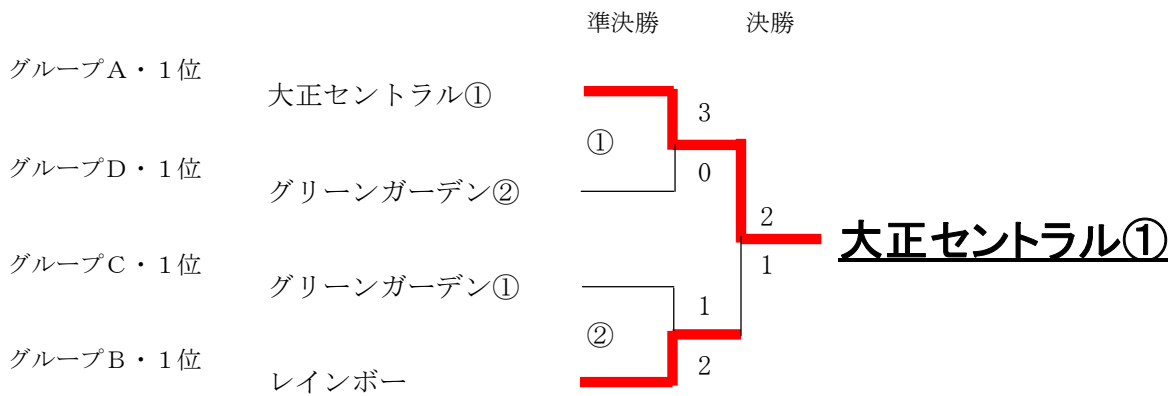 準決勝 決勝
グループA・1位
大正セントラル①
3
①
0
グループD・1位
グリーンガーデン②
2
大正セントラル①
1
グループC・1位
グリーンガーデン①
1
②
2
グループB・1位
レインボー